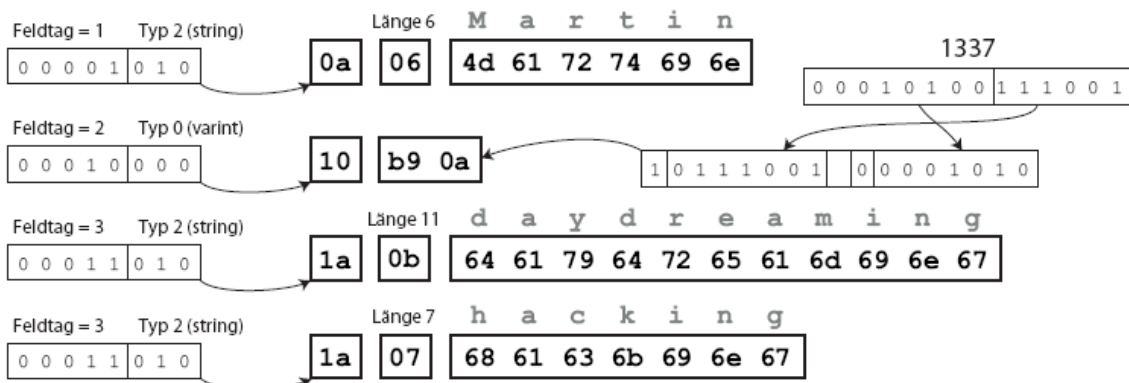 Feldtag = 1 Typ 2 (string) Länge 6 M a r t i n
0 0 0 0 1 0 1 0 0a 06 4d 61 72 74 69 6e
1337
0 0 0 1 0 1 0 0 1 1 1 0 0 1
Feldtag = 2 Typ 0 (varint)
0 0 0 1 0 0 0 0 10 b9 0a 1 0 1 1 1 0 0 1 0 0 0 0 1 0 1 0
Feldtag = 3 Typ 2 (string) Länge 11 d a y d r e a m i n g
0 0 0 1 1 0 1 0 1a 0b 64 61 79 64 72 65 61 6d 69 6e 67
Feldtag = 3 Typ 2 (string) Länge 7 h a c k i n g
0 0 0 1 1 0 1 0 1a 07 68 61 63 6b 69 6e 67